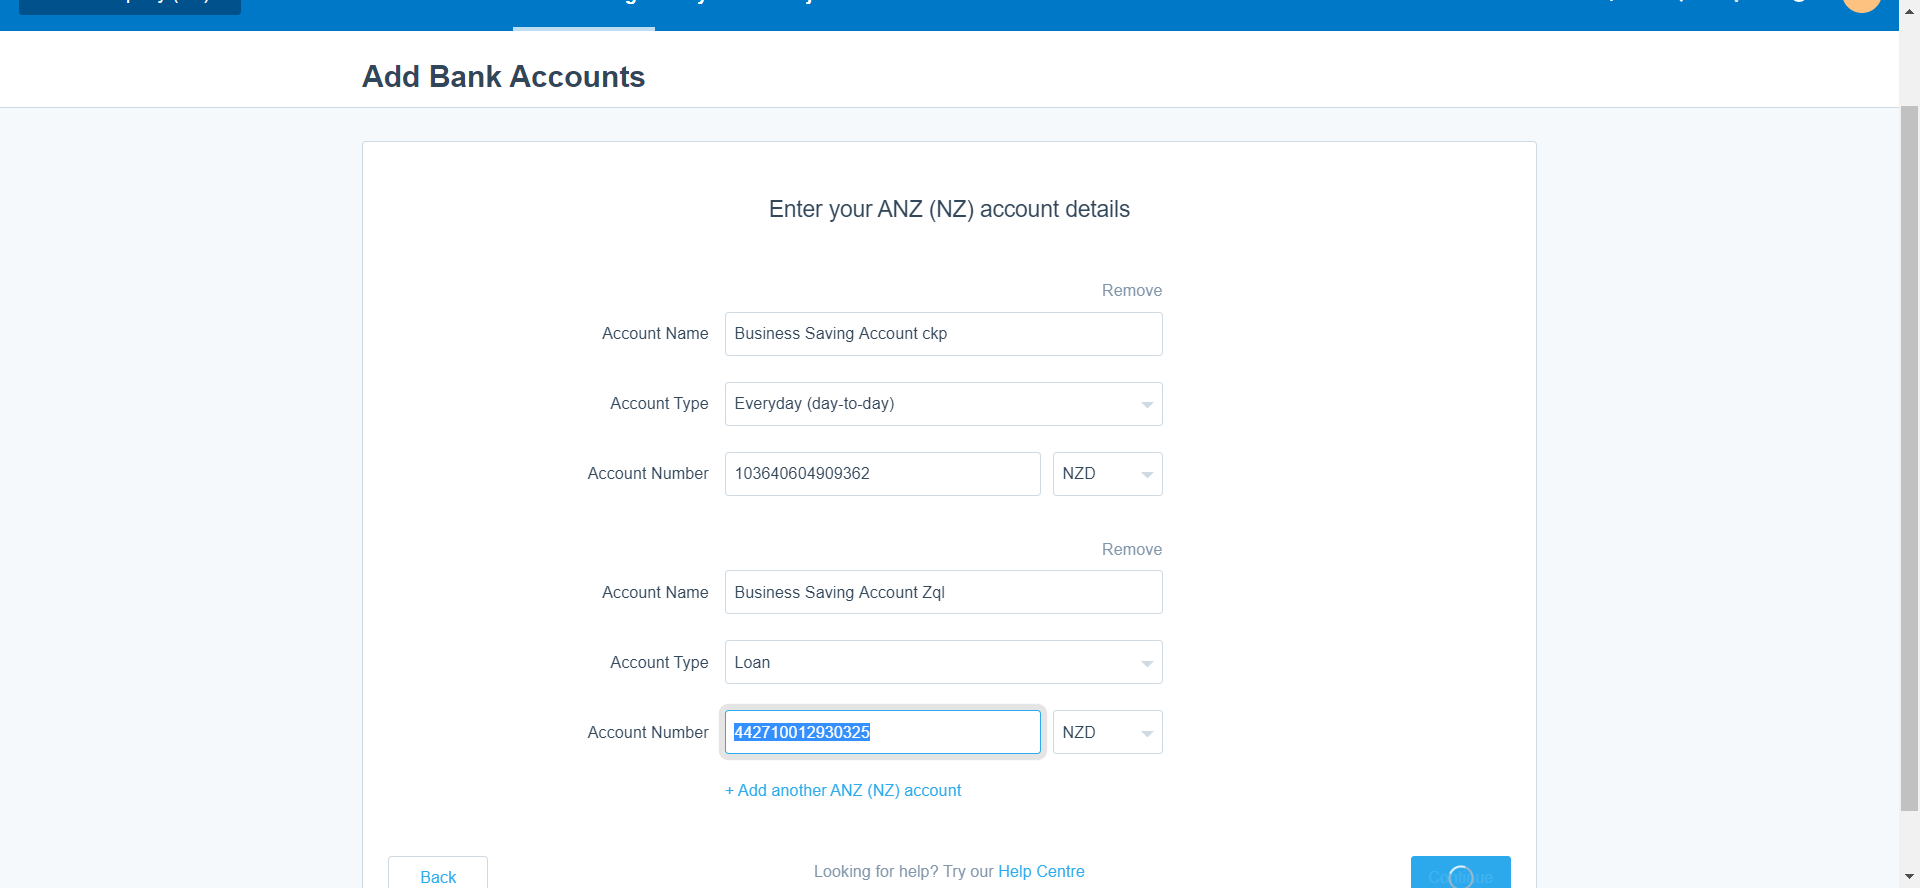 Add Bank Accounts
Enter your ANZ (NZ) account details
Remove
Account Name Business Saving Account ckp
Account Type Everyday (day-to-day)
Account Number 103640604909362 NZD
Remove
Account Name Business Saving Account Zql
Account Type Loan
Account Number 442710012930325 NZD
+ Add another ANZ (NZ) account
Looking for help? Try our Help Centre
Back Continue